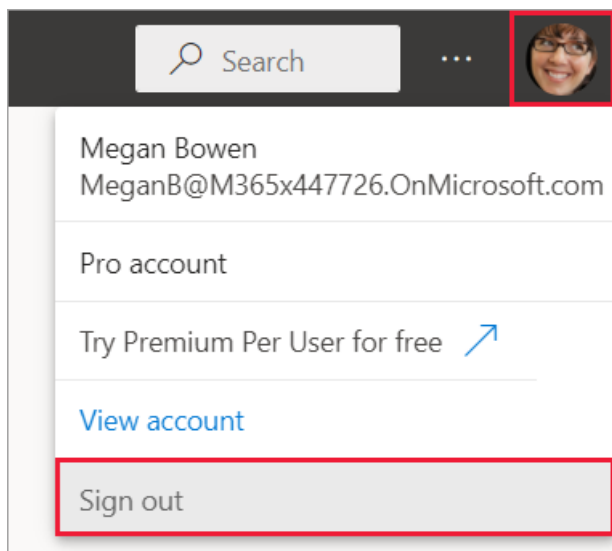 Search
Megan Bowen
MeganB@M365x447726.OnMicrosoft.com
Pro account
Try Premium Per User for free
View account
Sign out